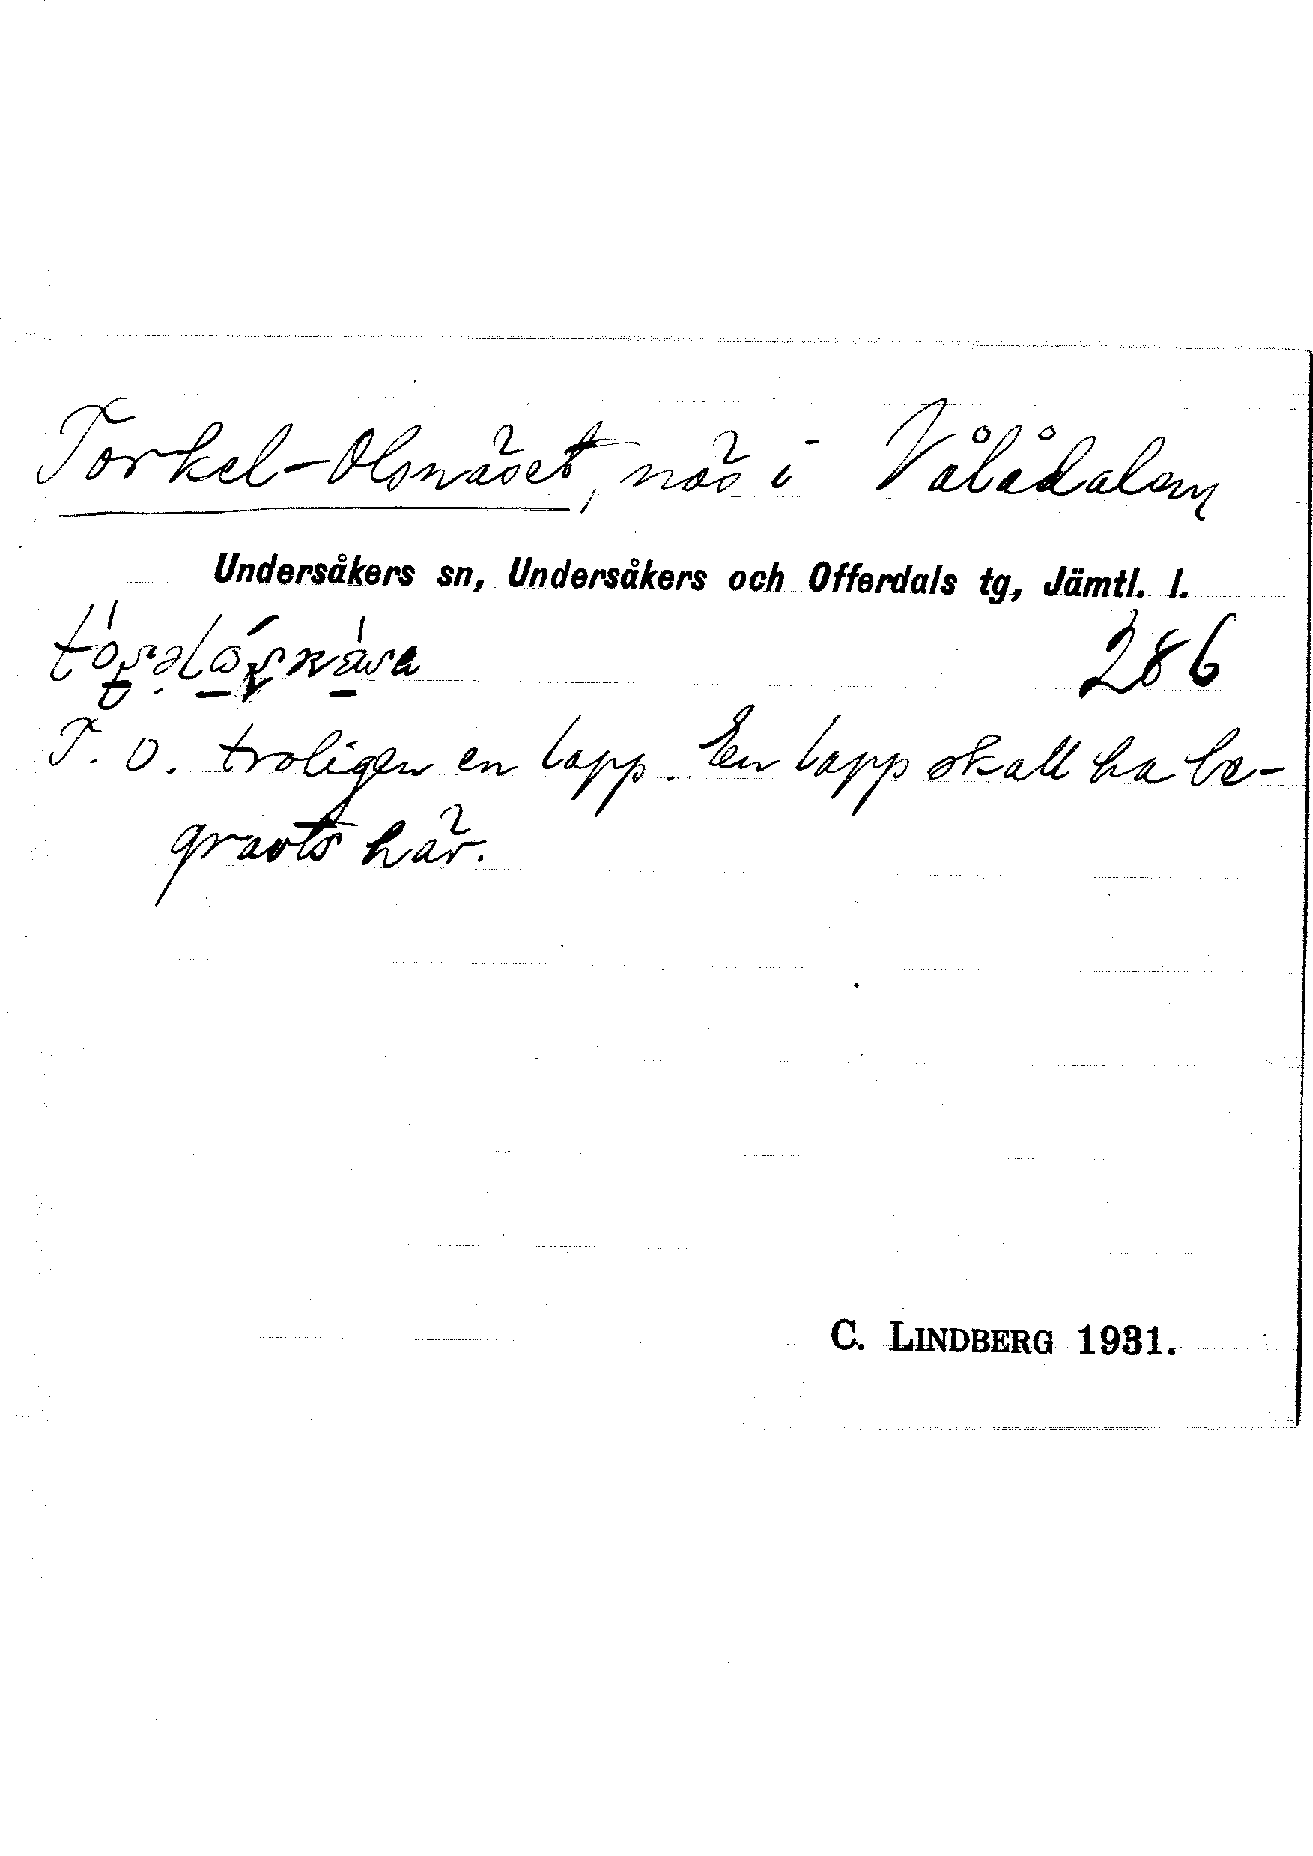 Torkel-Olsnäset, näs i Vålådalen
Undersåkers sn, Undersåkers och Offerdals tg, Jämtl. l.
286
T. O. troligen en lapp. En lapp skall ha be-
gravts här.
C. LINDBERG 1931.